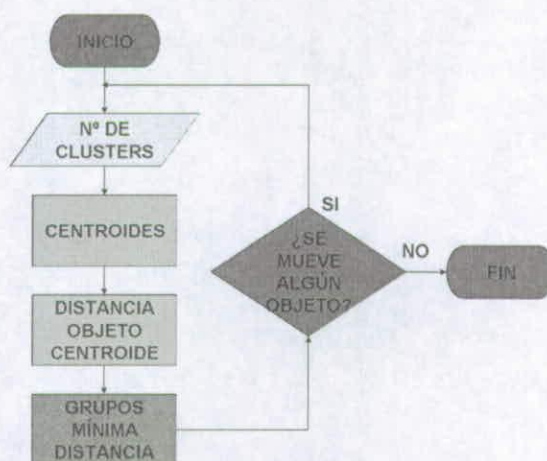 INICIO
Nº DE
CLUSTERS
CENTROIDES
DISTANCIA
OBJETO
CENTROIDE
GRUPOS
MÍNIMA
DISTANCIA
¿SE
MUEVE
ALGÚN
OBJETO?
SI
NO
FIN